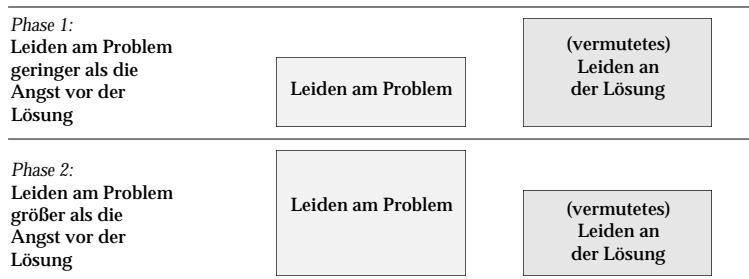 Phase 1:
Leiden am Problem
geringer als die
Angst vor der
Lösung
Leiden am Problem
(vermutetes)
Leiden an
der Lösung
Phase 2:
Leiden am Problem
größer als die
Angst vor der
Lösung
Leiden am Problem
(vermutetes)
Leiden an
der Lösung